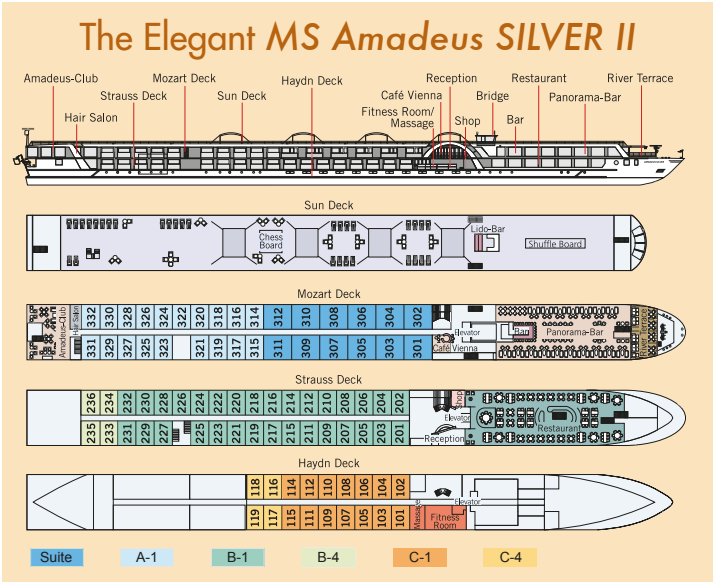 The Elegant MS Amadeus SILVER II
Amadeus-Club
Mozart Deck
Haydn Deck
Reception
Restaurant
River Terrace
Strauss Deck
Sun Deck
Café Vienna
Bridge
Panorama-Bar
Hair Salon
Fitness Room/
Massage
Shop
Bar
Sun Deck
Chess
Board
Lido-Bar
Shuffle Board
Mozart Deck
Amadeus-Club
Hair Salon
332 330 328 326 324 322 320 318 316 314 312 310 308 306 304 302
331 329 327 325 323 321 319 317 315 311 309 307 305 303 301
Elevator
Café Vienna
Bar
Panorama-Bar
River Terrace
Strauss Deck
236 234 232 230 228 226 224 222 220 218 216 214 212 210 208 206 204 202
235 233 231 229 227 225 223 221 219 217 215 211 209 207 205 203 201
Shop
Elevator
Reception
Restaurant
Haydn Deck
118 116 114 112 110 108 106 104 102
119 117 115 111 109 107 105 103 101
Massage
Elevator
Fitness
Room
Suite
A-1
B-1
B-4
C-1
C-4